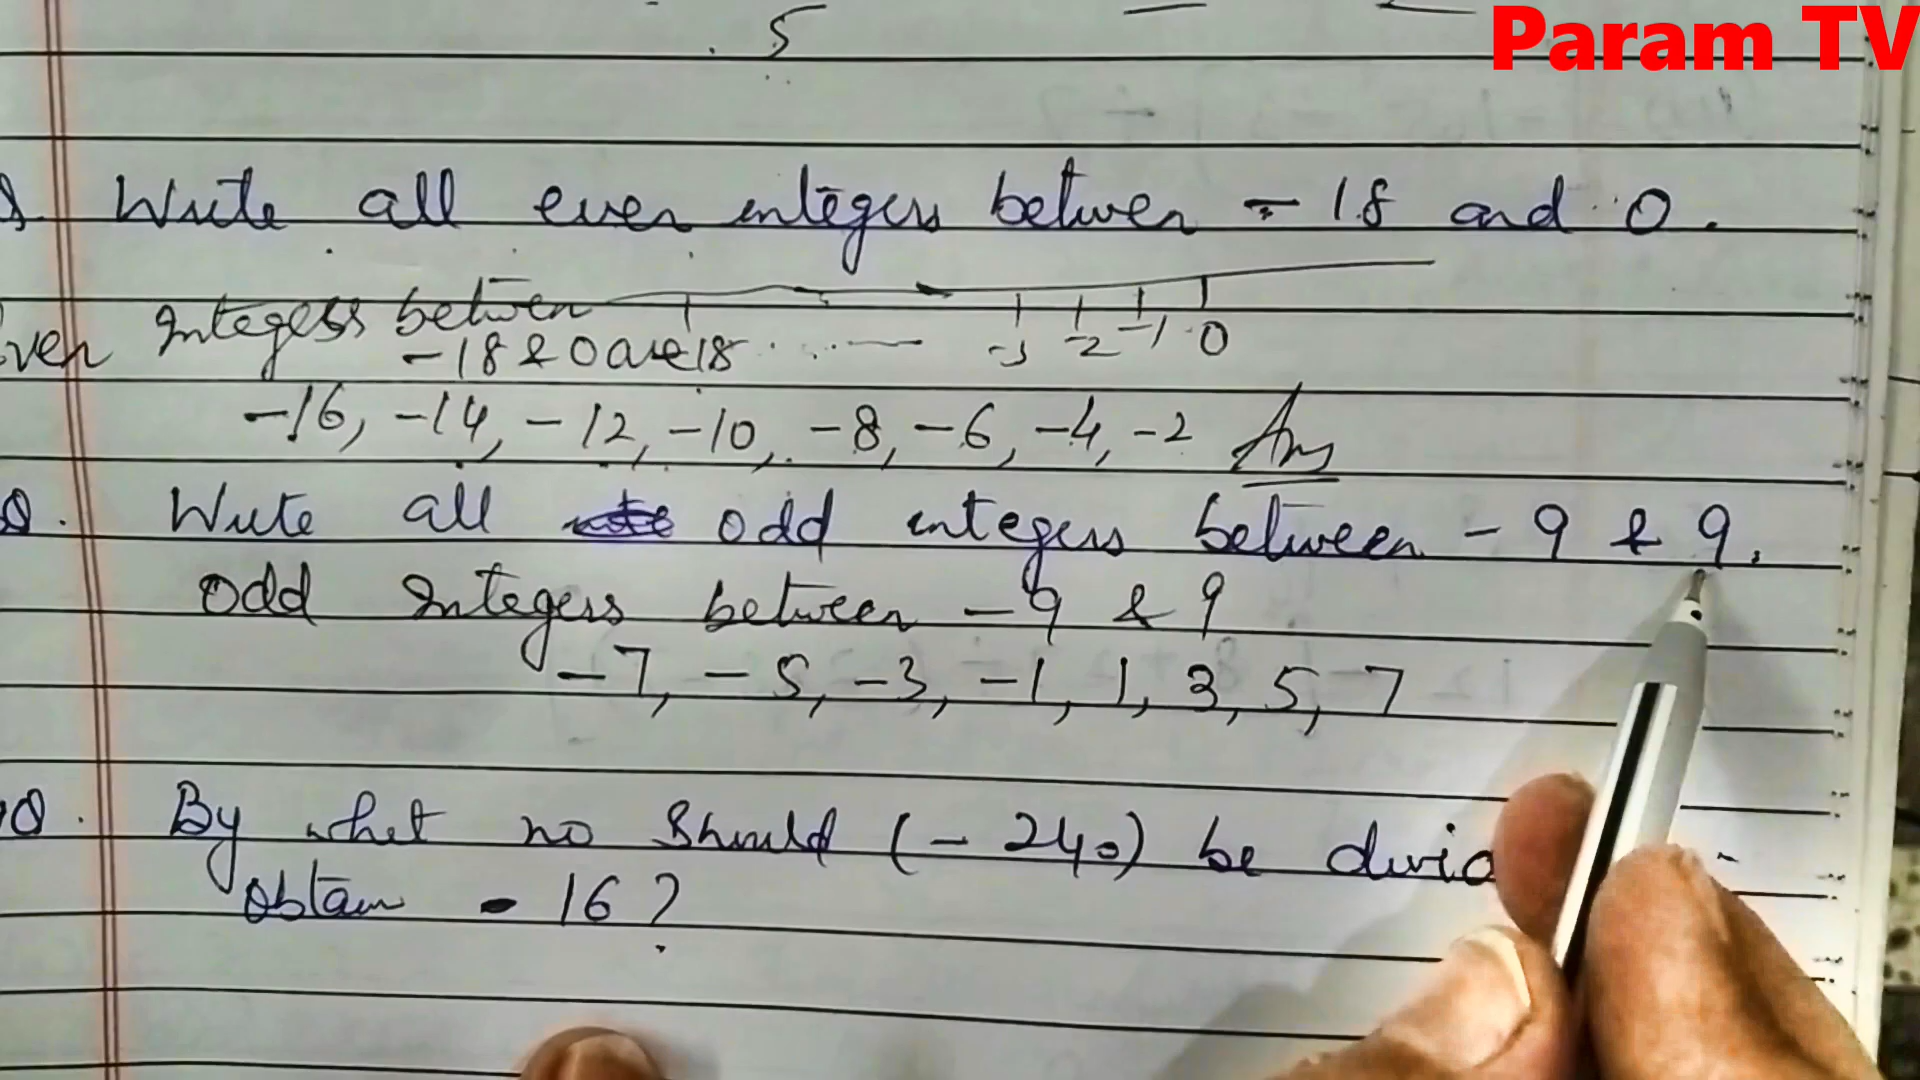 Param TV
5
Q. Write all even integers between - 18 and 0.
Even Integers between
-18 & 0 are 18 ..... -3 -2 -1 0
-16, -14, -12, -10, -8, -6, -4, -2 Ans
Q. Write all odd integers between - 9 & 9.
Odd Integers between - 9 & 9
-7, -5, -3, -1, 1, 3, 5, 7
Q. By what no should (- 240) be divid
obtain - 16 ?